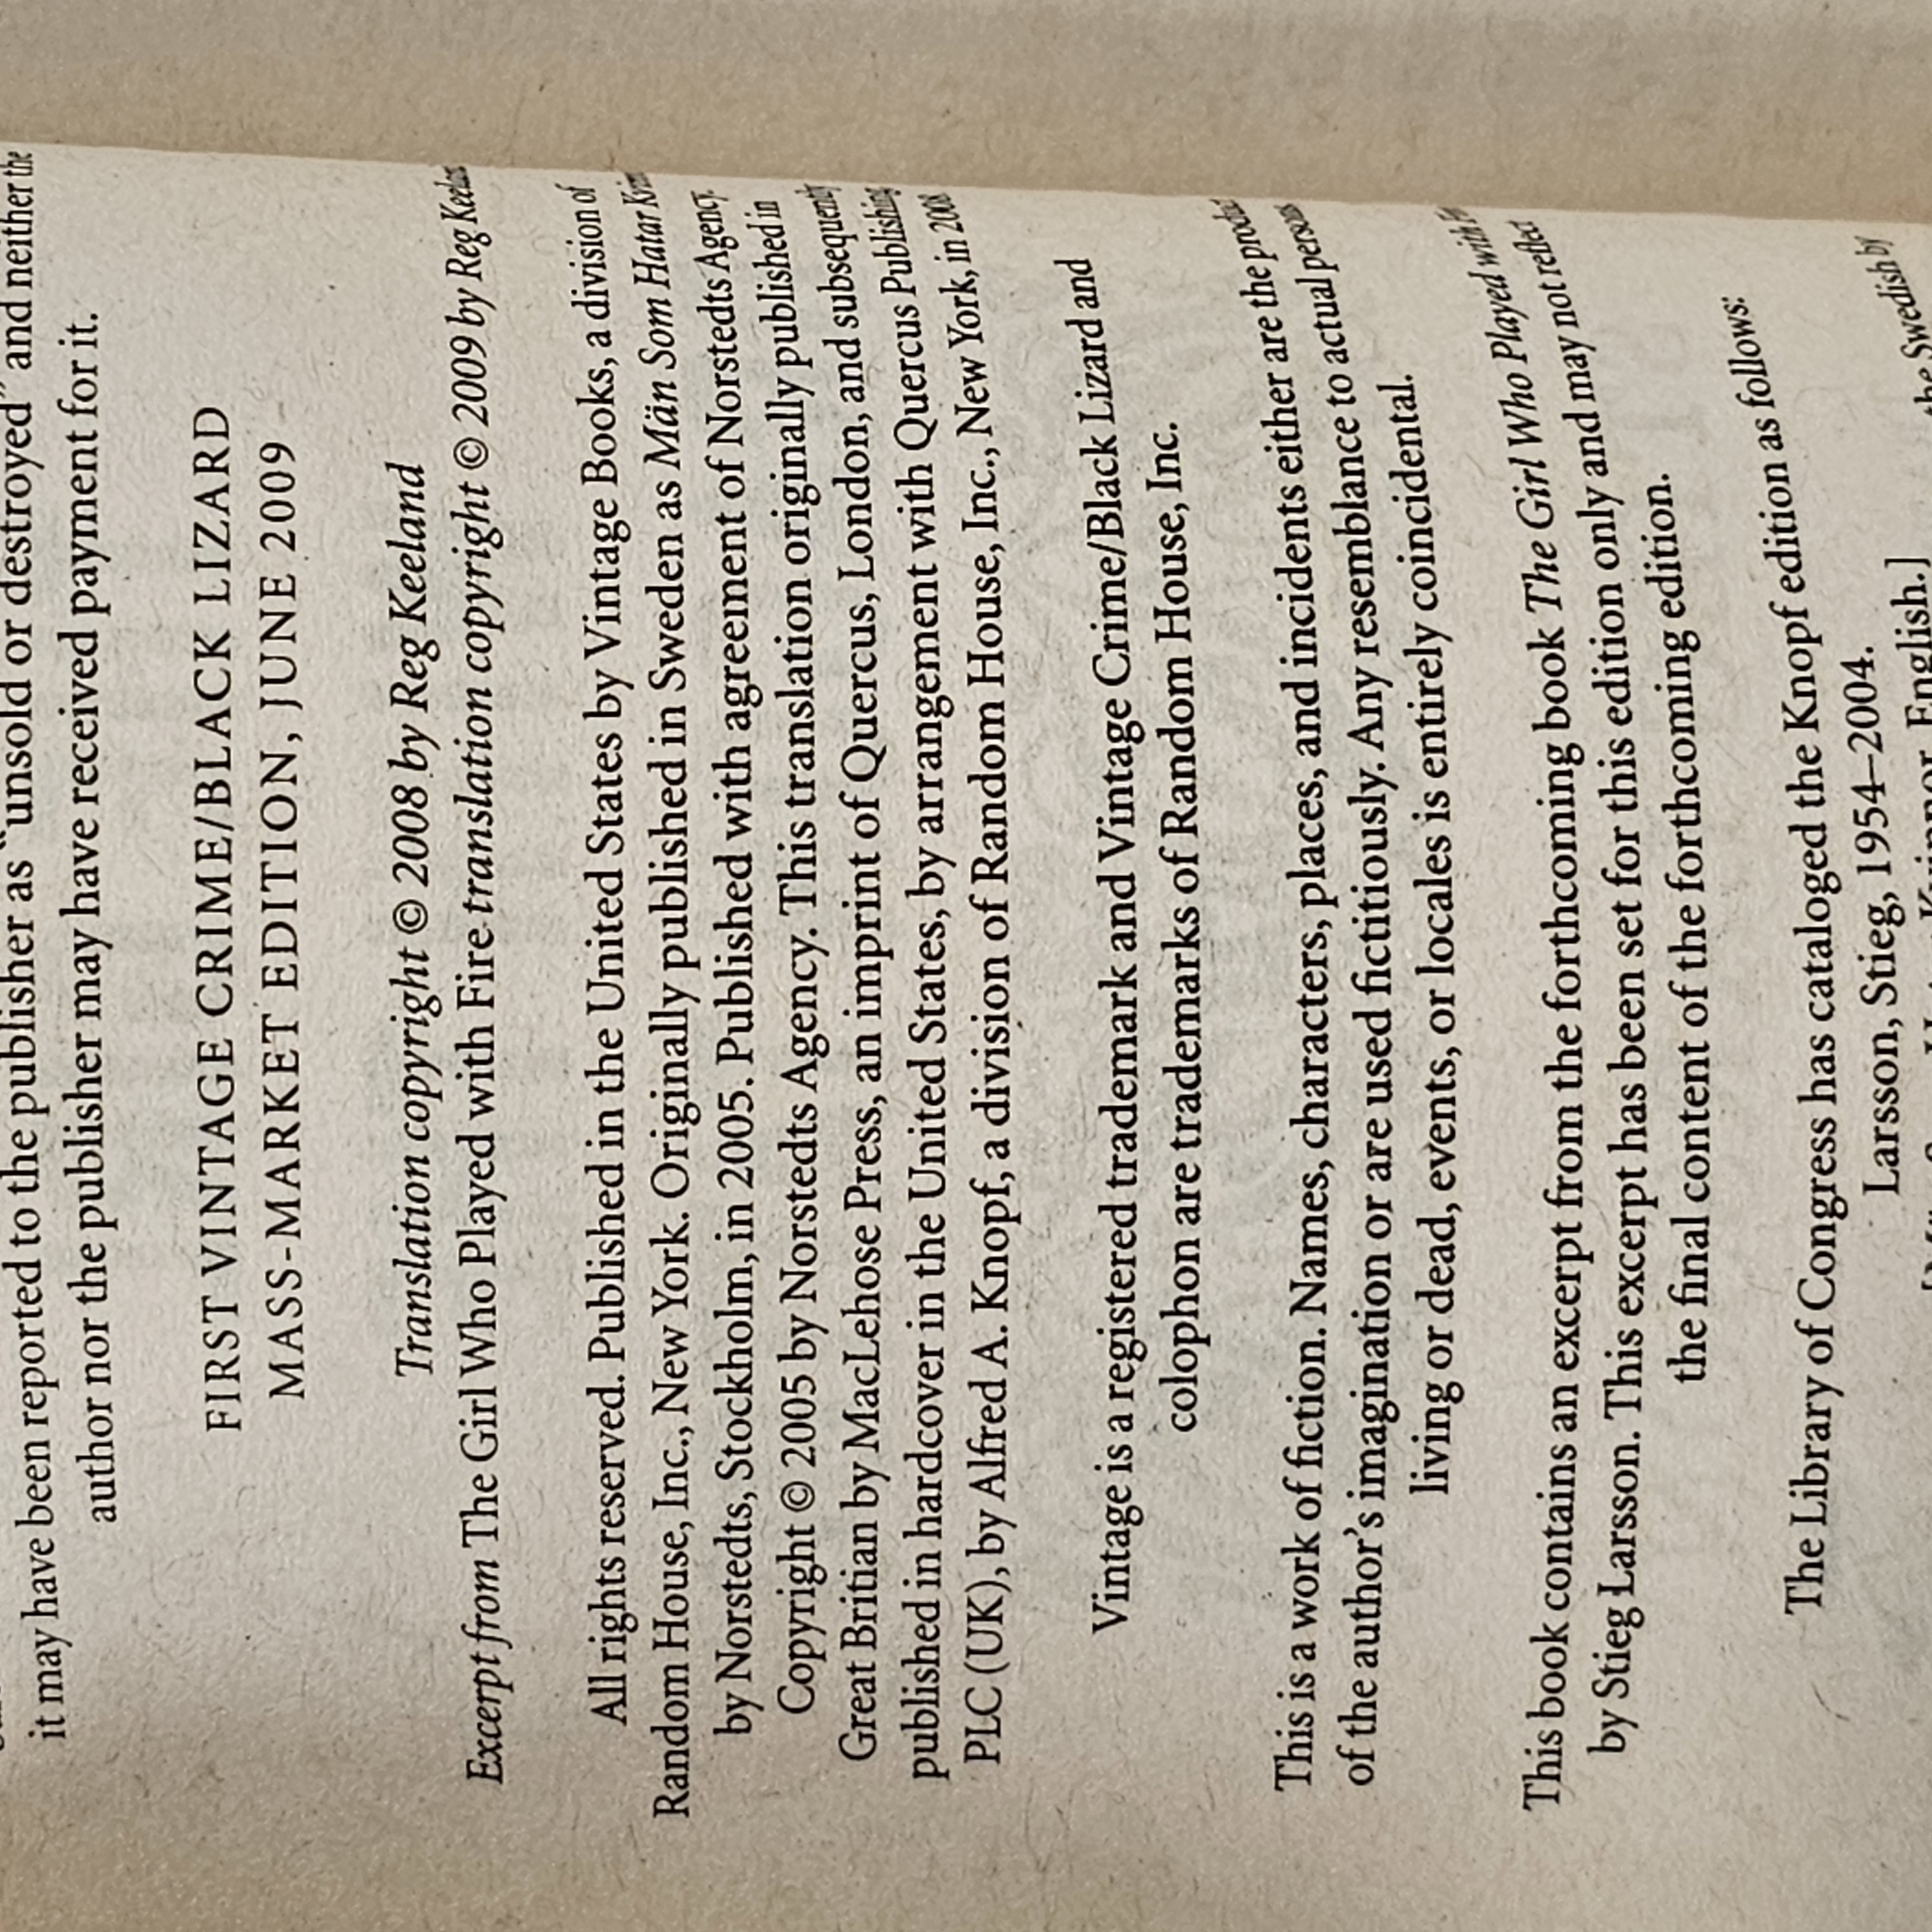 it may have been reported to the publisher as “unsold or destroyed” and neither the
author nor the publisher may have received payment for it.
FIRST VINTAGE CRIME/BLACK LIZARD
MASS-MARKET EDITION, JUNE 2009
Translation copyright © 2008 by Reg Keeland
Excerpt from The Girl Who Played with Fire translation copyright © 2009 by Reg Keeland
All rights reserved. Published in the United States by Vintage Books, a division of
Random House, Inc., New York. Originally published in Sweden as Män Som Hatar
by Norstedts, Stockholm, in 2005. Published with agreement of Norstedts Agency.
Copyright © 2005 by Norstedts Agency. This translation originally published in
Great Britian by MacLehose Press, an imprint of Quercus, London, and subsequently
published in hardcover in the United States, by arrangement with Quercus Publishing
PLC (UK), by Alfred A. Knopf, a division of Random House, Inc., New York, in 2008
Vintage is a registered trademark and Vintage Crime/Black Lizard and
colophon are trademarks of Random House, Inc.
This is a work of fiction. Names, characters, places, and incidents either are the product
of the author’s imagination or are used fictitiously. Any resemblance to actual persons
living or dead, events, or locales is entirely coincidental.
This book contains an excerpt from the forthcoming book The Girl Who Played with
by Stieg Larsson. This excerpt has been set for this edition only and may not reflect
the final content of the forthcoming edition.
The Library of Congress has cataloged the Knopf edition as follows:
Larsson, Stieg, 1954–2004.
English.]
the Swedish by